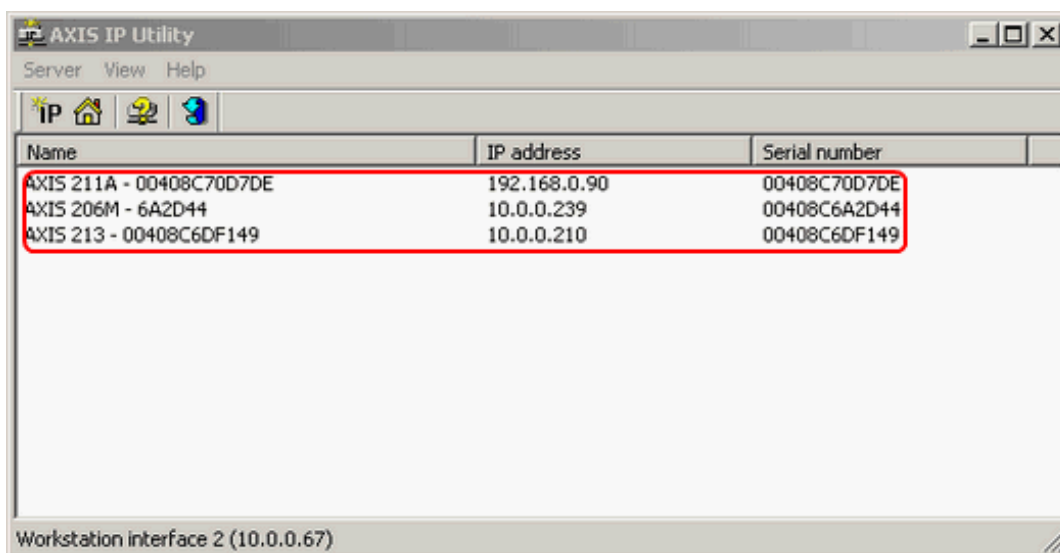 AXIS IP Utility
Server View Help
IP
Name IP address Serial number
AXIS 211A - 00408C70D7DE 192.168.0.90 00408C70D7DE
AXIS 206M - 6A2D44 10.0.0.239 00408C6A2D44
AXIS 213 - 00408C6DF149 10.0.0.210 00408C6DF149
Workstation interface 2 (10.0.0.67)